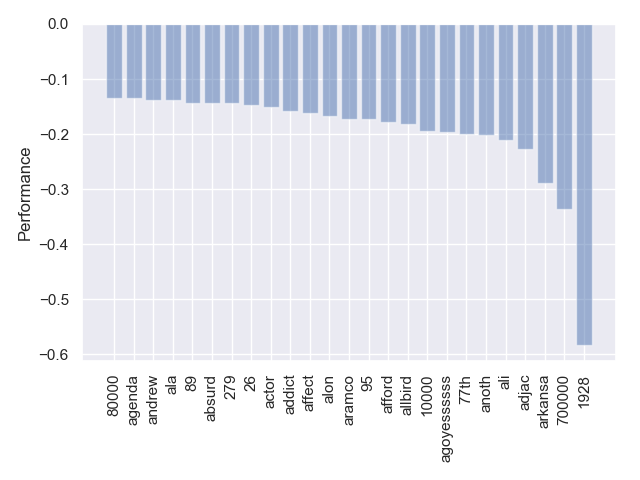 0.0
−0.1
−0.2
−0.3
−0.4
−0.5
−0.6
Performance
80000
agenda
andrew
ala
89
absurd
279
26
actor
addict
affect
alon
aramco
95
afford
allbird
10000
agoyesssssss
77th
anoth
ali
adjac
arkansa
700000
1928